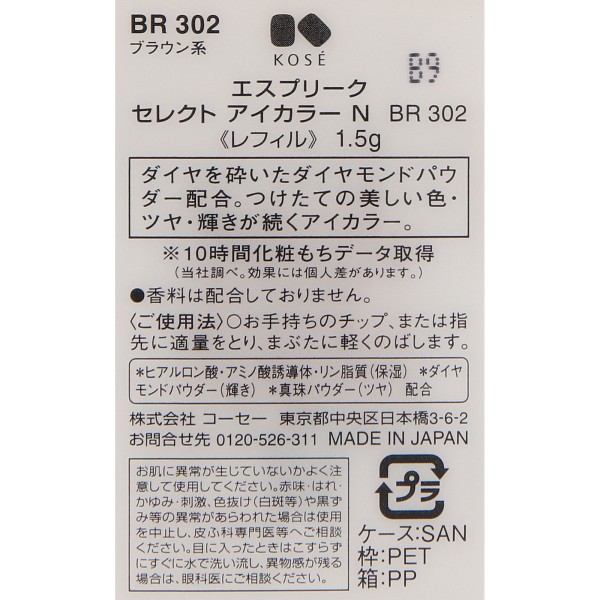 BR 302
ブラウン系
KOSÉ
B9
エスプリーク
セレクト アイカラー N BR 302
《レフィル》 1.5g
ダイヤを砕いたダイヤモンドパウ
ダー配合。つけたての美しい色・
ツヤ・輝きが続くアイカラー。
※10時間化粧もちデータ取得
（当社調べ。効果には個人差があります。）
●香料は配合しておりません。
〈ご使用法〉○お手持ちのチップ、または指
先に適量をとり、まぶたに軽くのばします。
*ヒアルロン酸・アミノ酸誘導体・リン脂質（保湿） *ダイヤ
モンドパウダー（輝き） *真珠パウダー（ツヤ） 配合
株式会社 コーセー 東京都中央区日本橋3-6-2
お問合せ先 0120-526-311 MADE IN JAPAN
お肌に異常が生じていないかよく注
意して使用してください。赤味・はれ・
かゆみ・刺激、色抜け（白斑等）や黒ず
み等の異常があらわれた場合は使用
を中止し、皮ふ科専門医等へご相談
ください。目に入ったときはこすらず
にすぐに水で洗い流し、異物感が残る
場合は、眼科医にご相談ください。
プラ
ケース:SAN
枠:PET
箱:PP